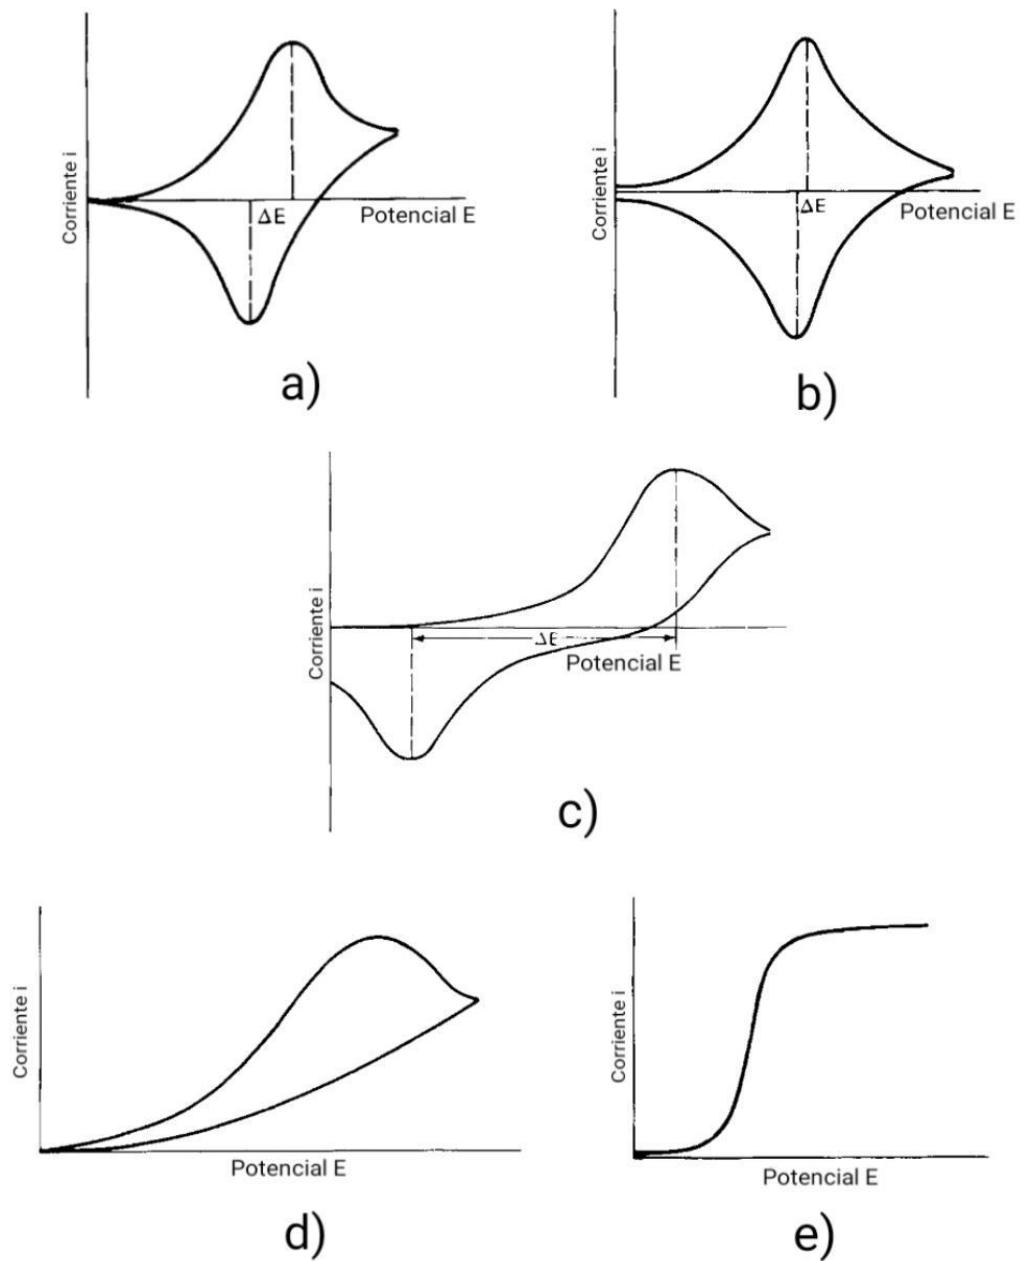 Corriente i
ΔE
Potencial E
a)
Corriente i
ΔE
Potencial E
b)
Corriente i
ΔE
Potencial E
c)
Corriente i
Potencial E
d)
Corriente i
Potencial E
e)